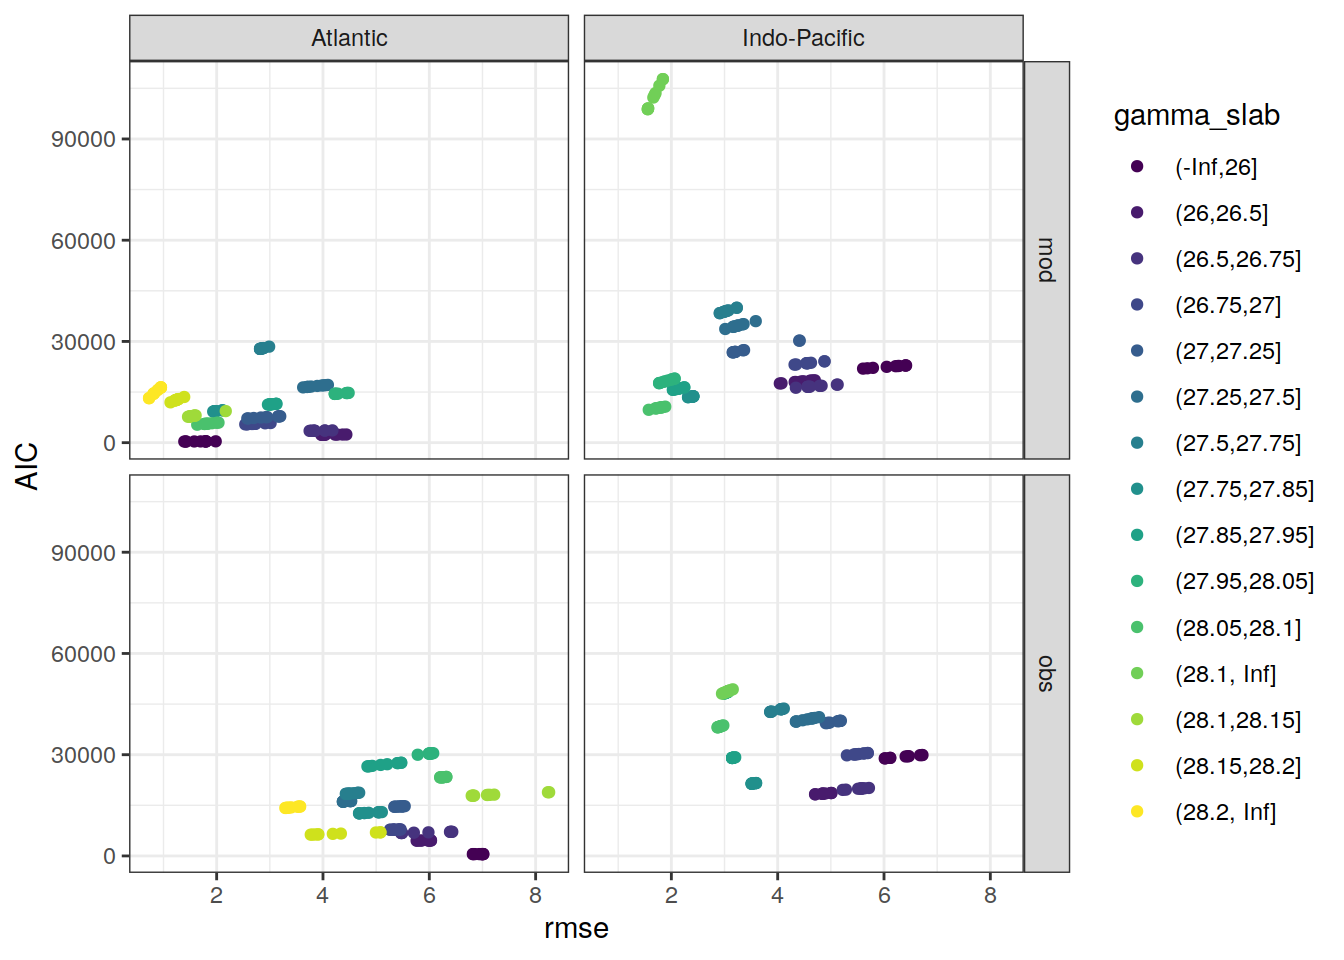 Atlantic
Indo-Pacific
mod
obs
AIC
90000
60000
30000
0
90000
60000
30000
0
2
4
6
8
2
4
6
8
rmse
gamma_slab
(-Inf,26]
(26,26.5]
(26.5,26.75]
(26.75,27]
(27,27.25]
(27.25,27.5]
(27.5,27.75]
(27.75,27.85]
(27.85,27.95]
(27.95,28.05]
(28.05,28.1]
(28.1, Inf]
(28.1,28.15]
(28.15,28.2]
(28.2, Inf]